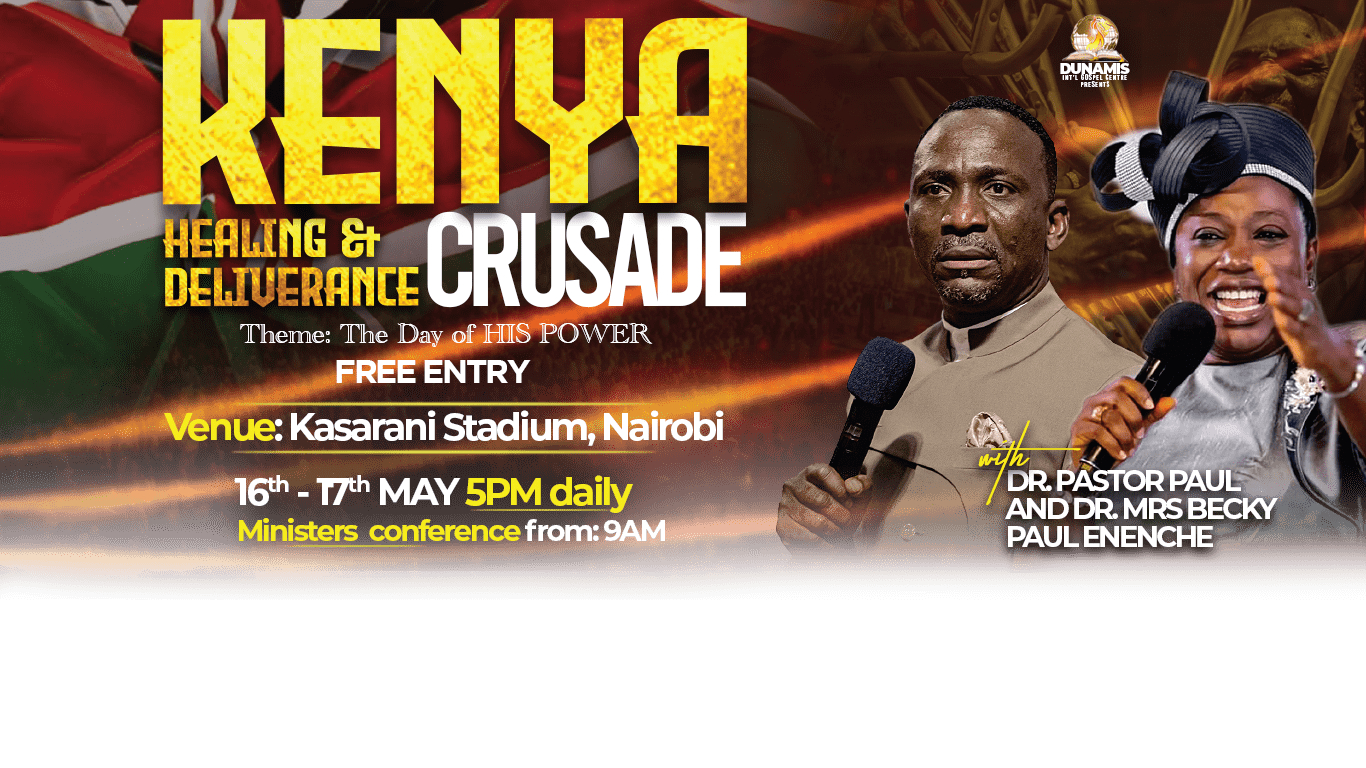 KENYA
HEALING &
DELIVERANCE
CRUSADE
Theme: The Day of HIS POWER
FREE ENTRY
Venue: Kasarani Stadium, Nairobi
16th - 17th MAY 5PM daily
Ministers conference from: 9AM
DUNAMIS
INT'L GOSPEL CENTRE
PRESENTS
with
DR. PASTOR PAUL
AND DR. MRS BECKY
PAUL ENENCHE